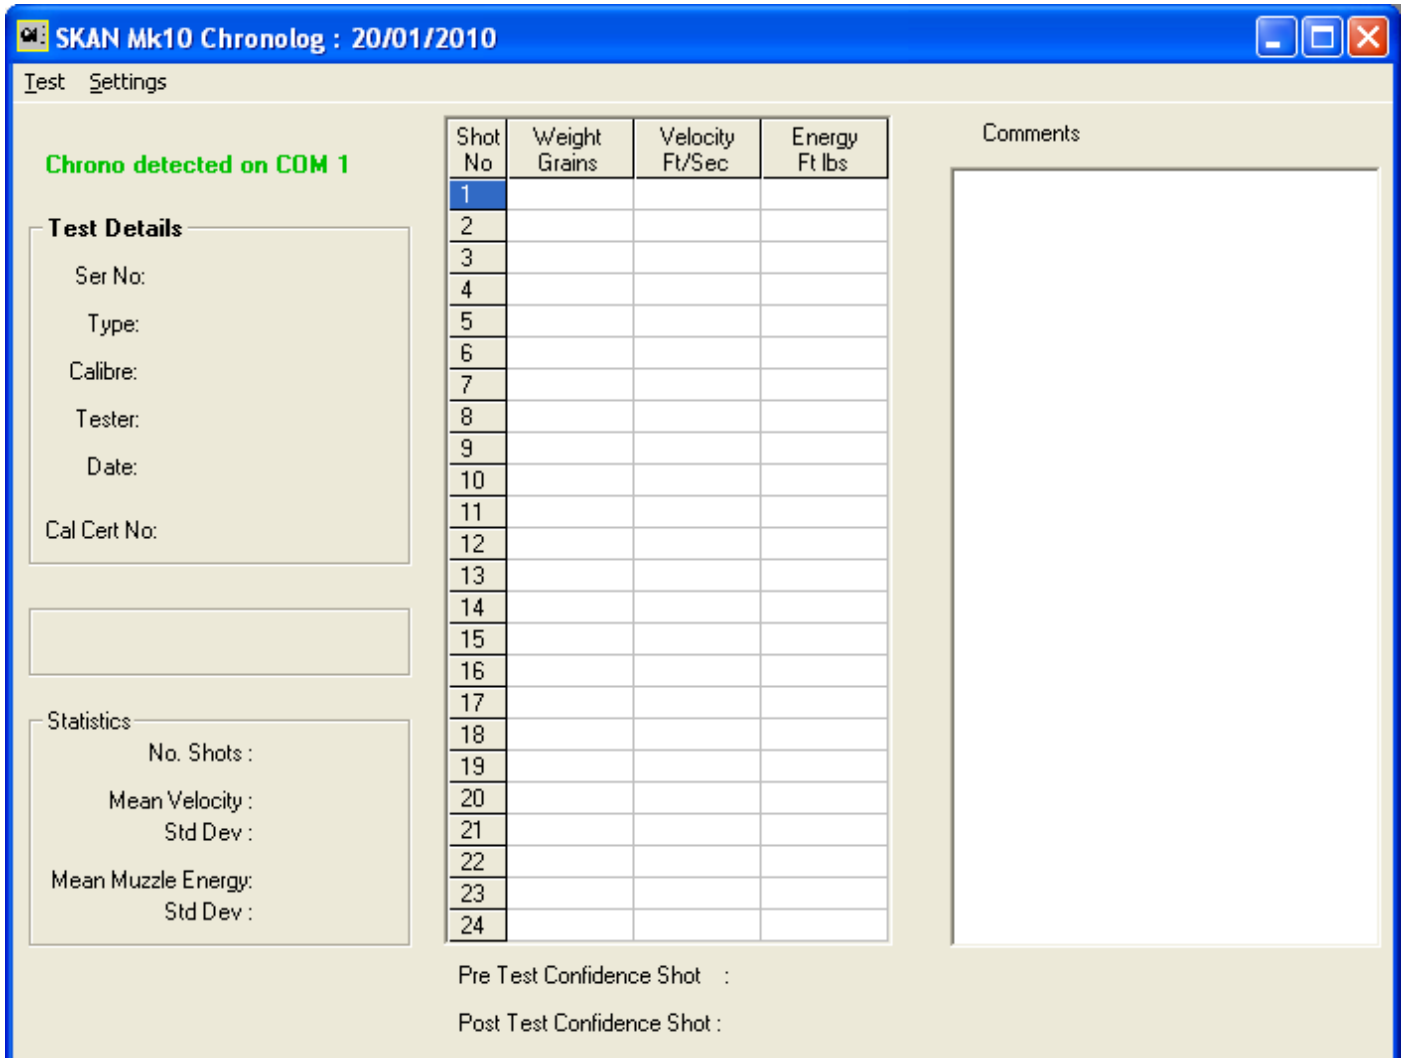 SKAN Mk10 Chronolog : 20/01/2010
Test Settings
Chrono detected on COM 1
Test Details
Ser No:
Type:
Calibre:
Tester:
Date:
Cal Cert No:
Statistics
No. Shots :
Mean Velocity :
Std Dev :
Mean Muzzle Energy:
Std Dev :
Shot No Weight Grains Velocity Ft/Sec Energy Ft lbs
1
2
3
4
5
6
7
8
9
10
11
12
13
14
15
16
17
18
19
20
21
22
23
24
Pre Test Confidence Shot :
Post Test Confidence Shot :
Comments